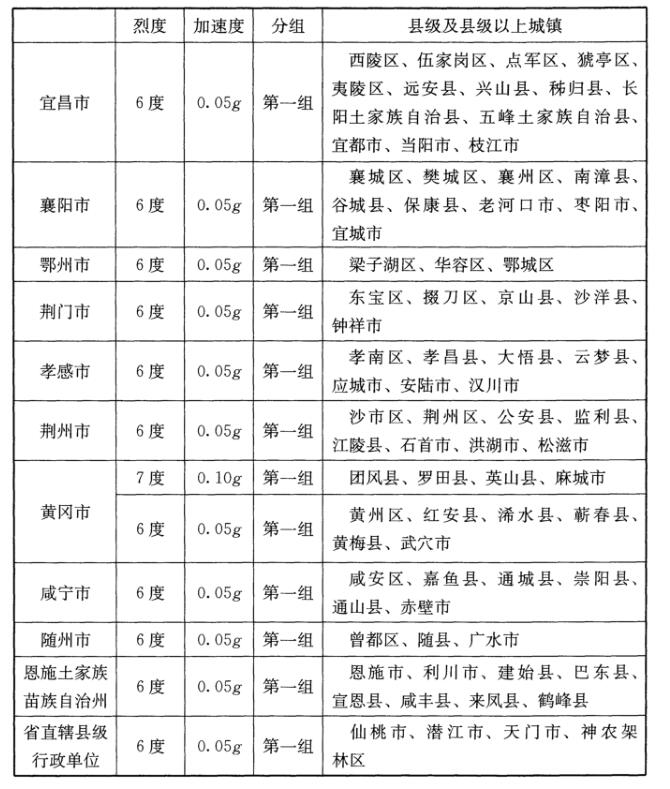 烈度 加速度 分组 县级及县级以上城镇
宜昌市 6度 0.05g 第一组 西陵区、伍家岗区、点军区、猇亭区、
夷陵区、远安县、兴山县、秭归县、长
阳土家族自治县、五峰土家族自治县、
宜都市、当阳市、枝江市
襄阳市 6度 0.05g 第一组 襄城区、樊城区、襄州区、南漳县、
谷城县、保康县、老河口市、枣阳市、
宜城市
鄂州市 6度 0.05g 第一组 梁子湖区、华容区、鄂城区
荆门市 6度 0.05g 第一组 东宝区、掇刀区、京山县、沙洋县、
钟祥市
孝感市 6度 0.05g 第一组 孝南区、孝昌县、大悟县、云梦县、
应城市、安陆市、汉川市
荆州市 6度 0.05g 第一组 沙市区、荆州区、公安县、监利县、
江陵县、石首市、洪湖市、松滋市
黄冈市 7度 0.10g 第一组 团风县、罗田县、英山县、麻城市
6度 0.05g 第一组 黄州区、红安县、浠水县、蕲春县、
黄梅县、武穴市
咸宁市 6度 0.05g 第一组 咸安区、嘉鱼县、通城县、崇阳县、
通山县、赤壁市
随州市 6度 0.05g 第一组 曾都区、随县、广水市
恩施土家族
苗族自治州 6度 0.05g 第一组 恩施市、利川市、建始县、巴东县、
宣恩县、咸丰县、来凤县、鹤峰县
省直辖县级
行政单位 6度 0.05g 第一组 仙桃市、潜江市、天门市、神农架
林区